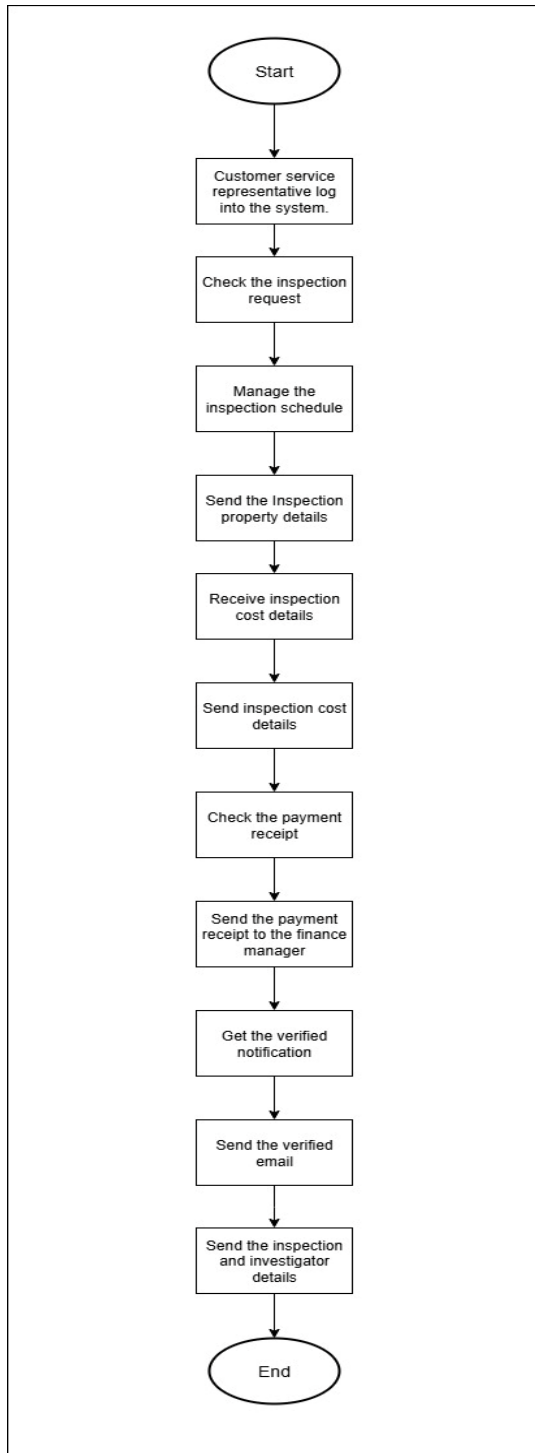 Start
Customer service
representative log
into the system.
Check the inspection
request
Manage the
inspection schedule
Send the Inspection
property details
Receive inspection
cost details
Send inspection cost
details
Check the payment
receipt
Send the payment
receipt to the finance
manager
Get the verified
notification
Send the verified
email
Send the inspection
and investigator
details
End